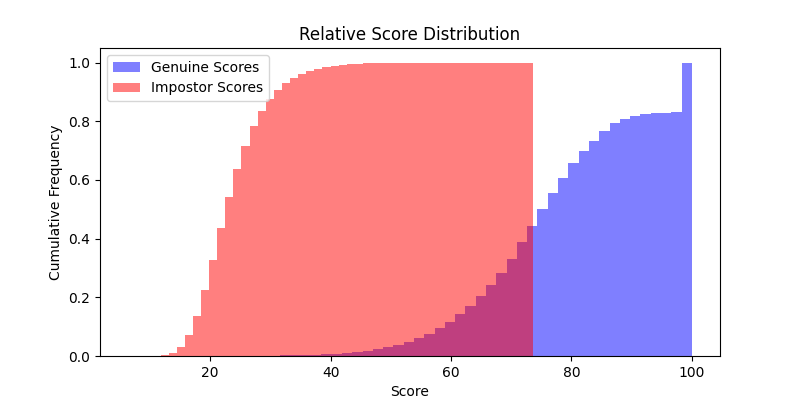 Relative Score Distribution
Genuine Scores
Impostor Scores
Cumulative Frequency
1.0
0.8
0.6
0.4
0.2
0.0
20 40 60 80 100
Score